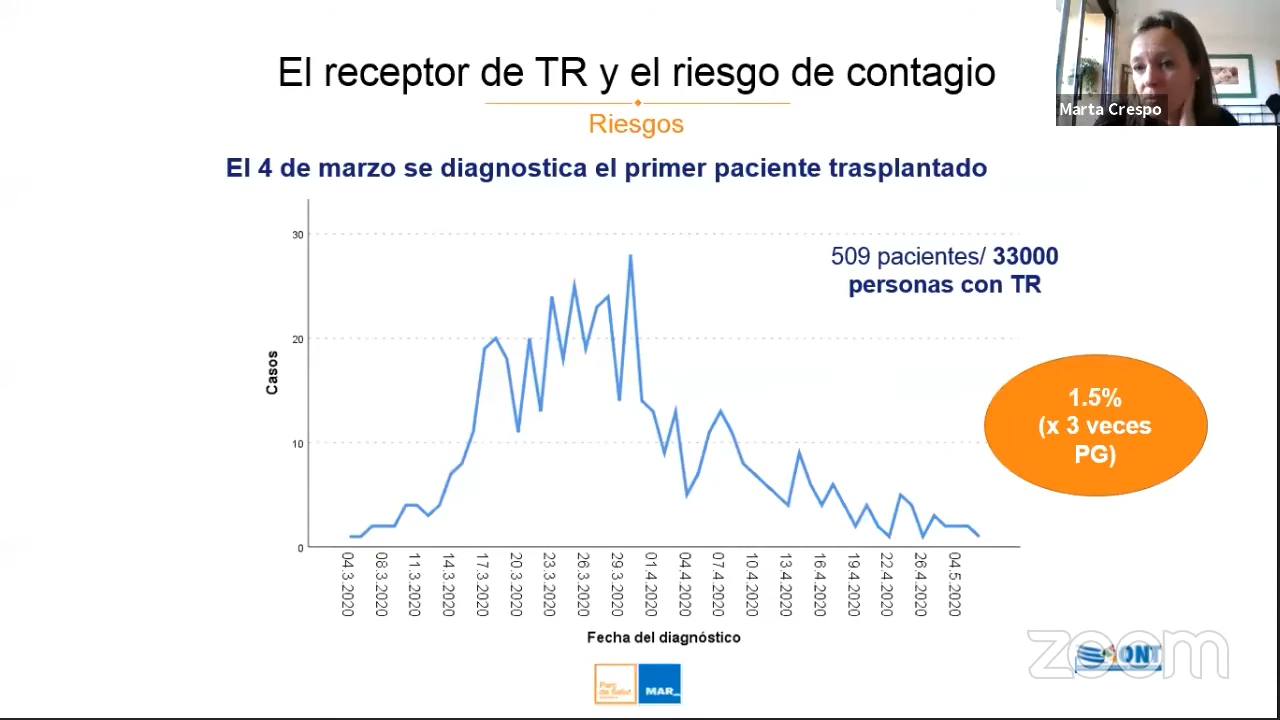 El receptor de TR y el riesgo de contagio
Marta Crespo
Riesgos
El 4 de marzo se diagnostica el primer paciente trasplantado
509 pacientes/ 33000
personas con TR
1.5%
(x 3 veces
PG)
Casos
30
20
10
0
04.3.2020
08.3.2020
11.3.2020
14.3.2020
17.3.2020
20.3.2020
23.3.2020
26.3.2020
29.3.2020
01.4.2020
04.4.2020
07.4.2020
10.4.2020
13.4.2020
16.4.2020
19.4.2020
22.4.2020
26.4.2020
04.5.2020
Fecha del diagnóstico
Parc
de Salut
MAR
zoom
ONT